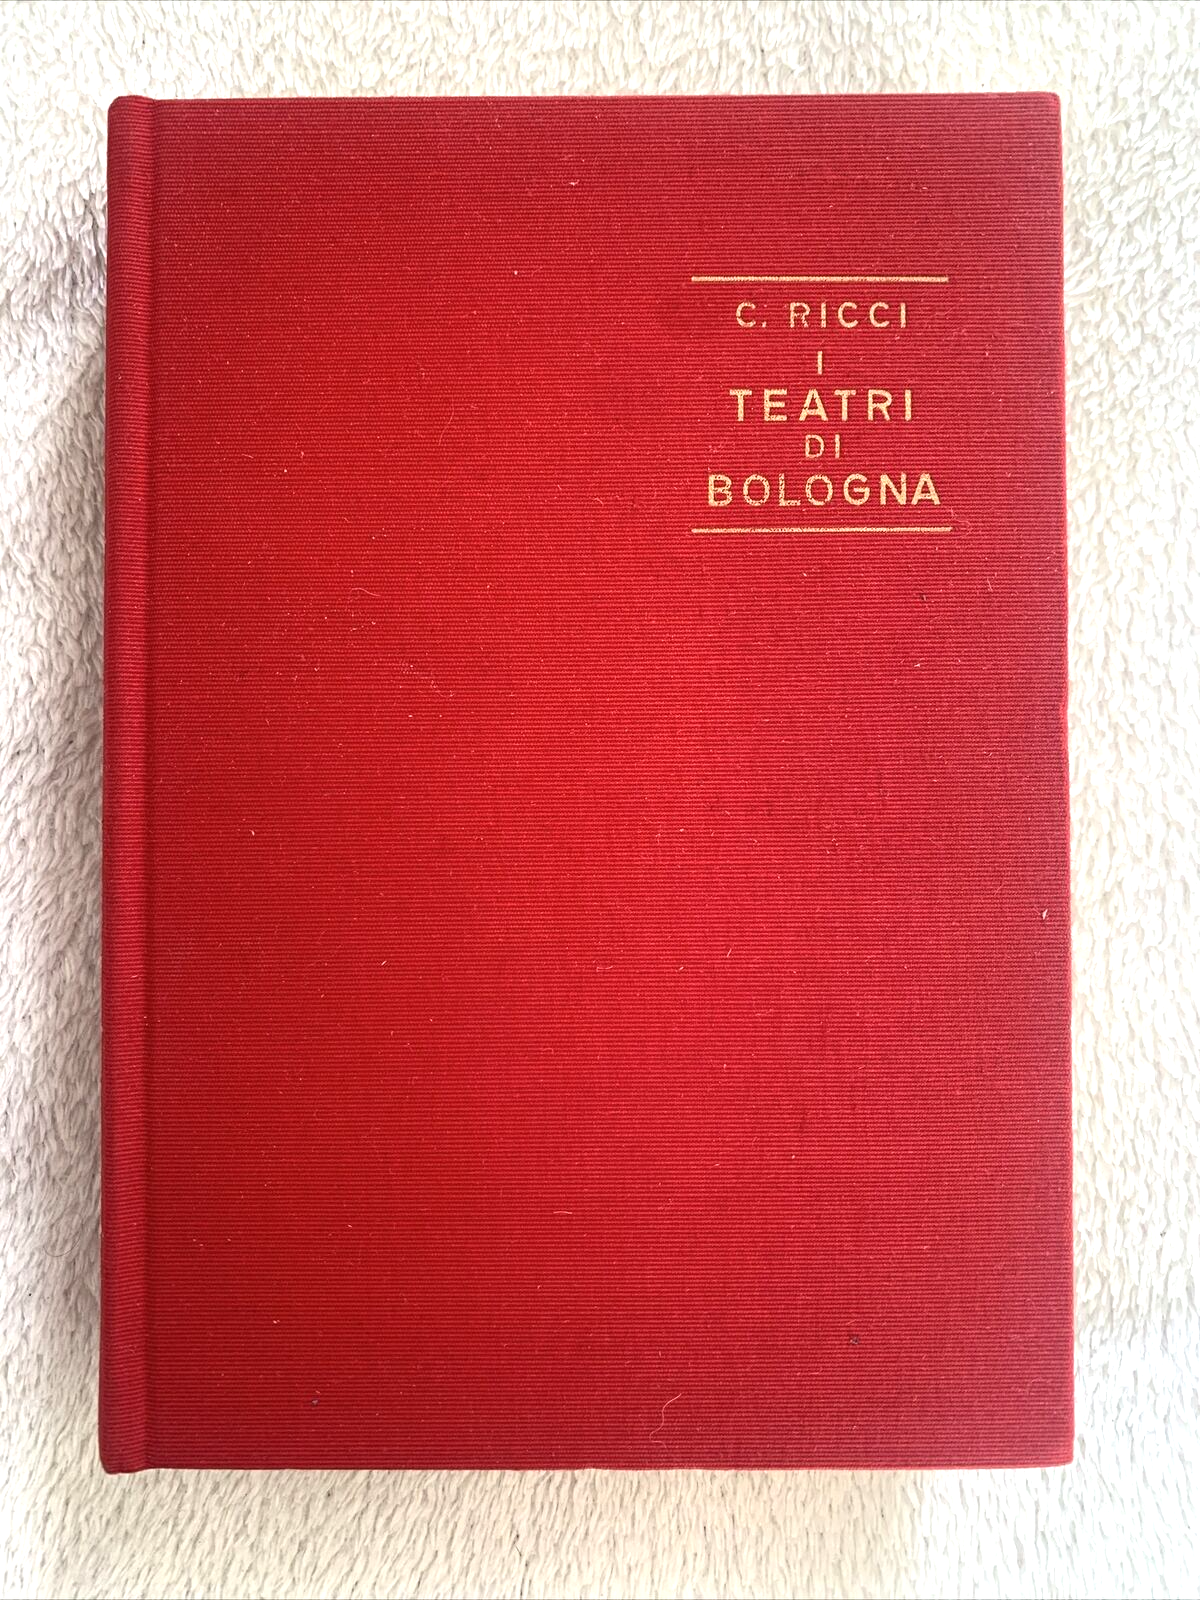 C. RICCI
I
TEATRI
DI
BOLOGNA